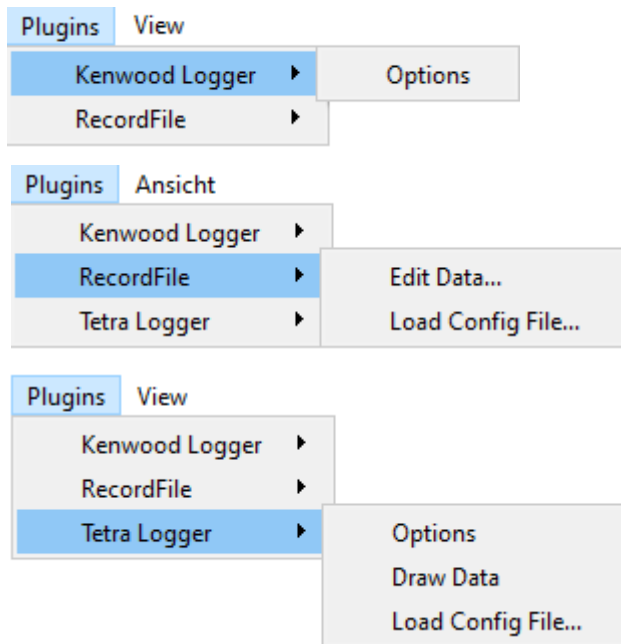 Plugins View
Kenwood Logger Options
RecordFile
Plugins Ansicht
Kenwood Logger
RecordFile Edit Data...
Tetra Logger Load Config File...
Plugins View
Kenwood Logger
RecordFile
Tetra Logger Options
Draw Data
Load Config File...